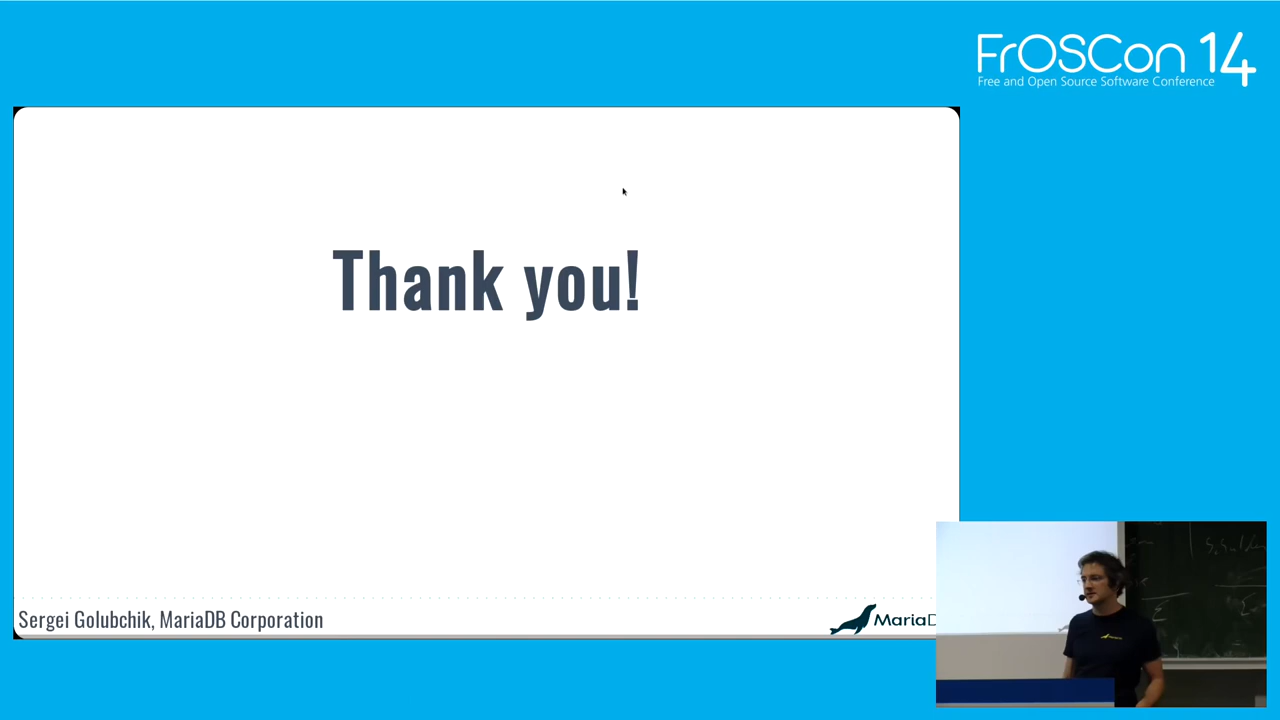 FrOSCon 14
Free and Open Source Software Conference
Thank you!
Sergei Golubchik, MariaDB Corporation
MariaD